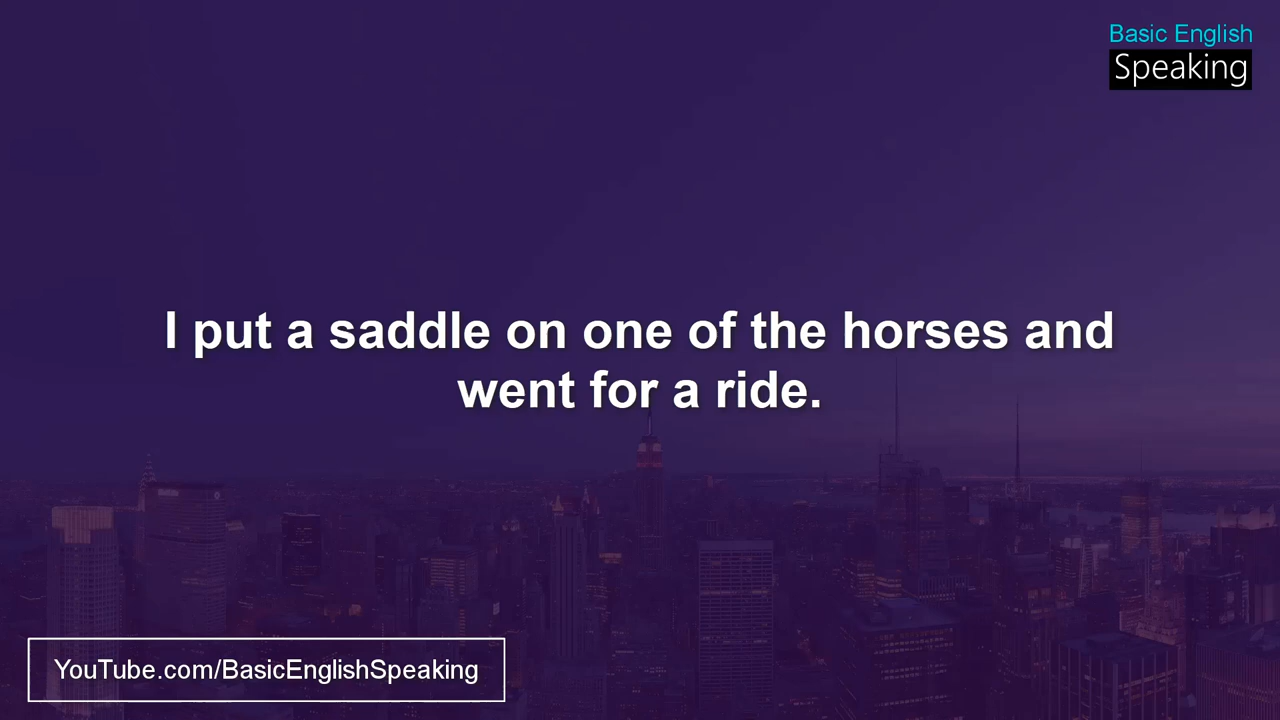 Basic English
Speaking
I put a saddle on one of the horses and
went for a ride.
YouTube.com/BasicEnglishSpeaking